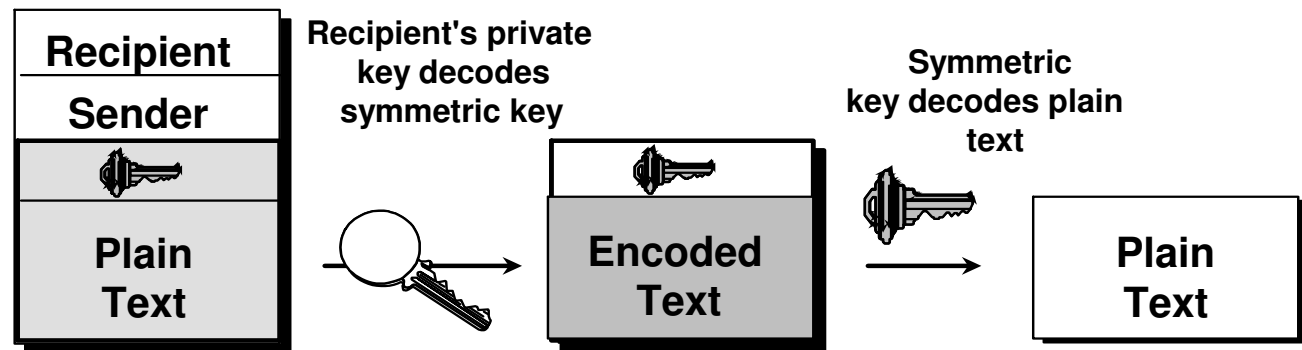 Recipient
Sender
Plain
Text
Recipient's private
key decodes
symmetric key
Encoded
Text
Symmetric
key decodes plain
text
Plain
Text